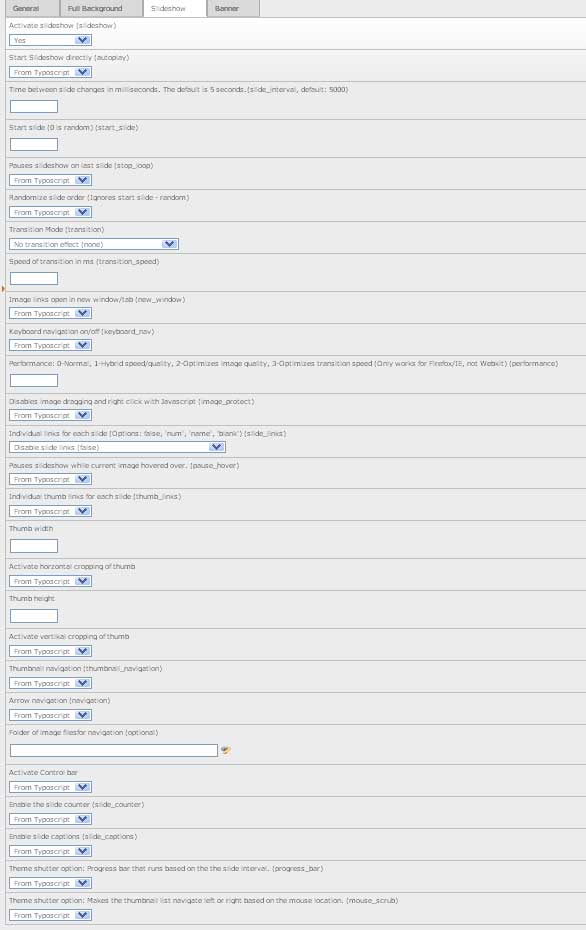 General
Full Background
Slideshow
Banner
Activate slideshow (slideshow)
Yes
Start Slideshow directly (autoplay)
From Typoscript
Time between slide changes in milliseconds. The default is 5 seconds.(slide_interval, default: 5000)
Start slide (0 is random) (start_slide)
Pauses slideshow on last slide (stop_loop)
From Typoscript
Randomize slide order (Ignores start slide - random)
From Typoscript
Transition Mode (transition)
No transition effect (none)
Speed of transition in ms (transition_speed)
Image links open in new window/tab (new_window)
From Typoscript
Keyboard navigation on/off (keyboard_nav)
From Typoscript
Performance: 0-Normal, 1-Hybrid speed/quality, 2-Optimizes image quality, 3-Optimizes transition speed (Only works for Firefox/IE, not Webkit) (performance)
Disables image dragging and right click with Javascript (image_protect)
From Typoscript
Individual links for each slide (Options: false, 'num', 'name', 'blank') (slide_links)
Disable slide links (false)
Pauses slideshow while current image hovered over. (pause_hover)
From Typoscript
Individual thumb links for each slide (thumb_links)
From Typoscript
Thumb width
Activate horzontal cropping of thumb
From Typoscript
Thumb height
Activate vertikal cropping of thumb
From Typoscript
Thumbnail navigation (thumbnail_navigation)
From Typoscript
Arrow navigation (navigation)
From Typoscript
Folder of image filesfor navigation (optional)
Activate Control bar
From Typoscript
Enable the slide counter (slide_counter)
From Typoscript
Enable slide captions (slide_captions)
From Typoscript
Theme shutter option: Progress bar that runs based on the the slide interval. (progress_bar)
From Typoscript
Theme shutter option: Makes the thumbnail list navigate left or right based on the mouse location. (mouse_scrub)
From Typoscript